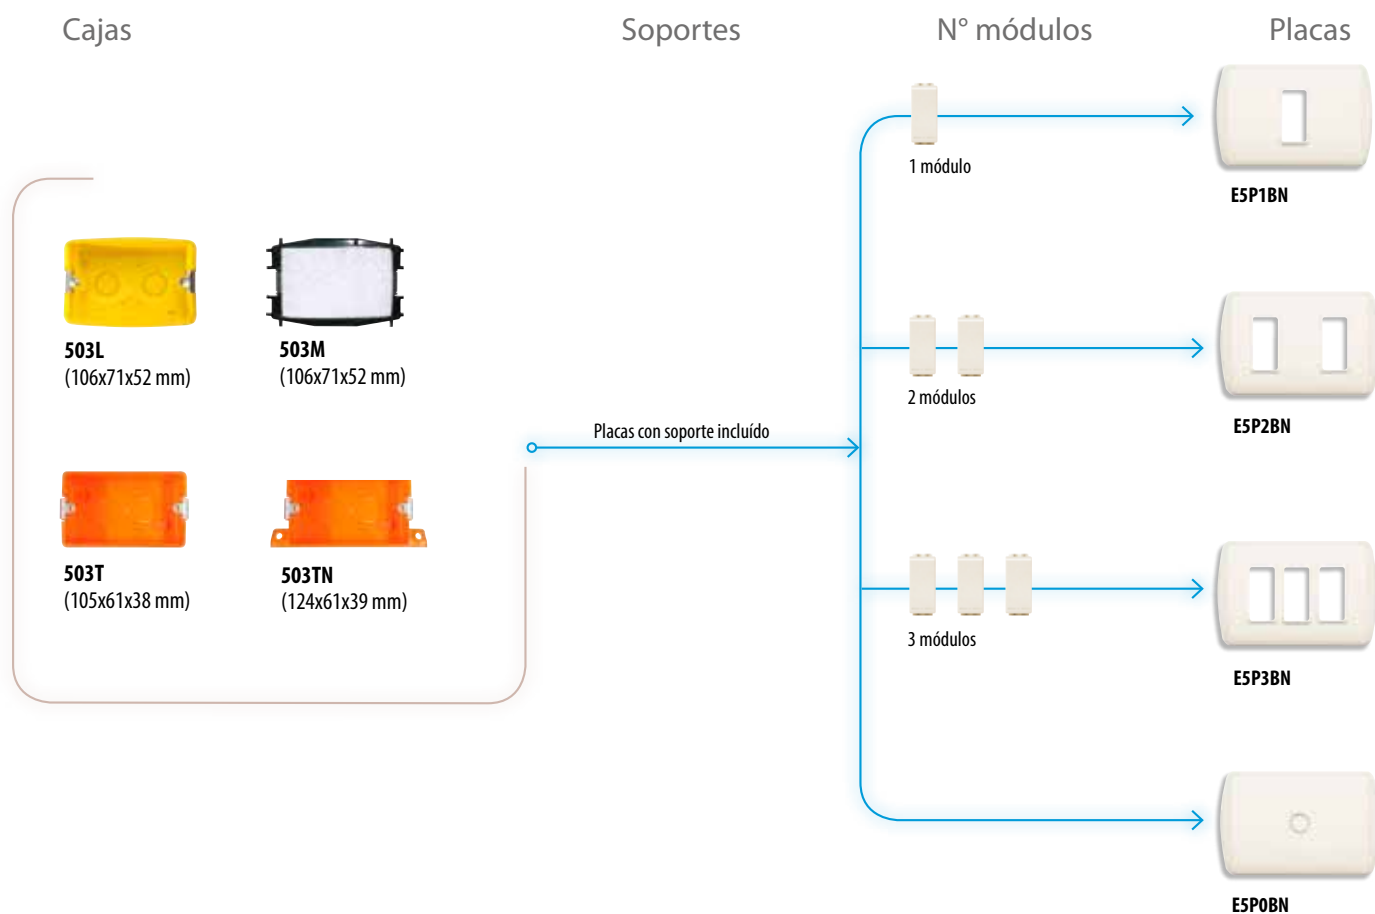 Cajas
Soportes
N° módulos
Placas
1 módulo
E5P1BN
503L
(106x71x52 mm)
503M
(106x71x52 mm)
2 módulos
E5P2BN
Placas con soporte incluído
503T
(105x61x38 mm)
503TN
(124x61x39 mm)
3 módulos
E5P3BN
E5P0BN